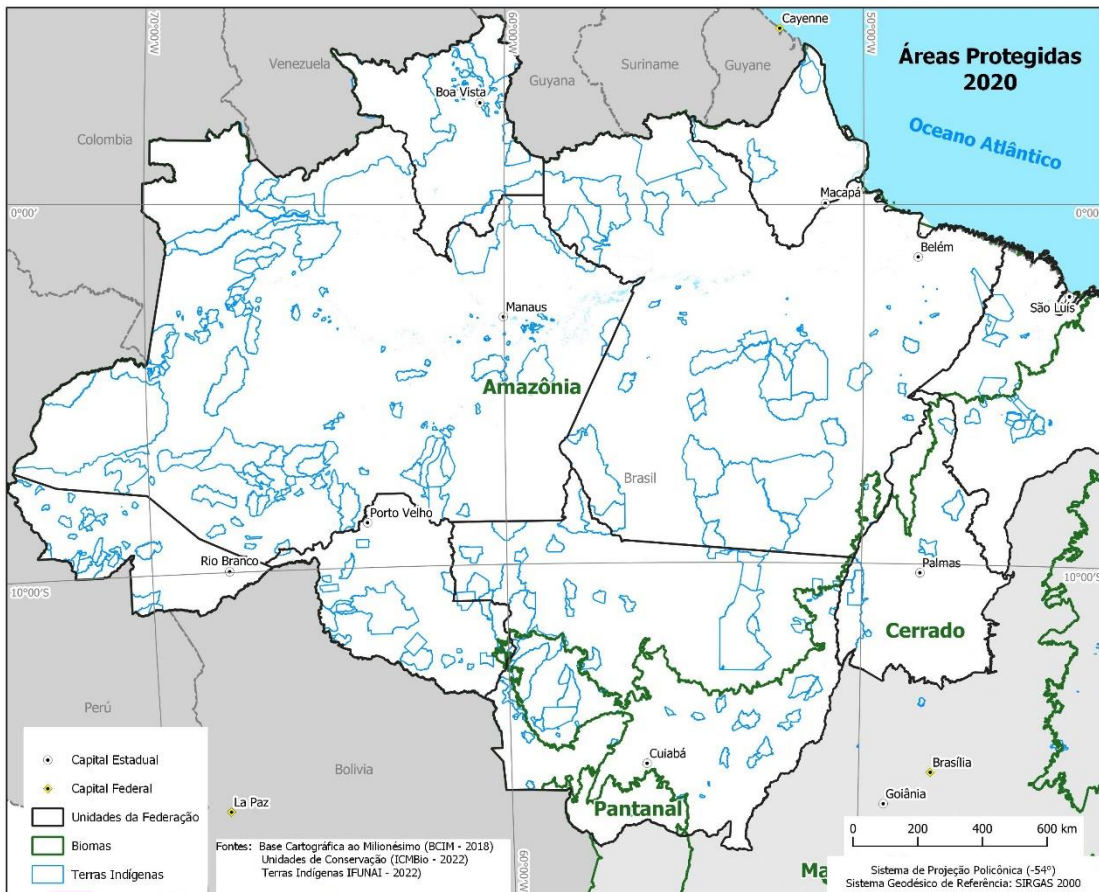 Áreas Protegidas
2020
Oceano Atlântico
70°00'W
60°00'W
50°00'W
Cayenne
Venezuela
Guyana
Suriname
Guyane
Boa Vista
Colombia
Macapá
0°00'
0°00'
Belém
São Luís
Manaus
Amazônia
Brasil
Porto Velho
Rio Branco
Palmas
10°00'S
10°00'S
Cerrado
Perú
Bolivia
Cuiabá
Brasília
Goiânia
La Paz
Pantanal
60°00'W
Ma
Capital Estadual
Capital Federal
Unidades da Federação
Biomas
Terras Indígenas
Fontes: Base Cartográfica ao Milionésimo (BCIM - 2018)
Unidades de Conservação (ICMBio - 2022)
Terras Indígenas IFUNAI - 2022)
0 200 400 600 km
Sistema de Projeção Policônica (-54º)
Sistema Geodésico de Referência: SIRGAS 2000